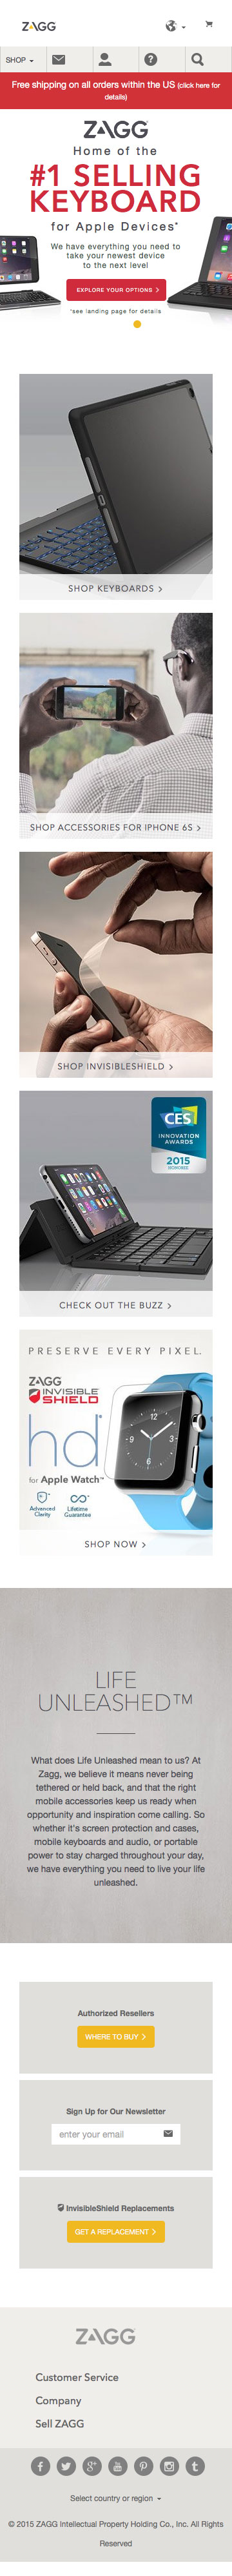 ZAGG
SHOP
Free shipping on all orders within the US (click here for
details)
ZAGG
Home of the
#1 SELLING
KEYBOARD
for Apple Devices*
We have everything you need to
take your newest device
to the next level
EXPLORE YOUR OPTIONS >
*see landing page for details
SHOP KEYBOARDS >
SHOP ACCESSORIES FOR IPHONE 6S >
SHOP INVISIBLESHIELD >
CES
INNOVATION
AWARDS
2015
HONOREE
CHECK OUT THE BUZZ >
PRESERVE EVERY PIXEL.
ZAGG
INVISIBLE
SHIELD
hd
for Apple Watch™
Advanced
Clarity
Lifetime
Guarantee
12
9
3
6
SHOP NOW >
LIFE
UNLEASHED™
What does Life Unleashed mean to us? At
Zagg, we believe it means never being
tethered or held back, and that the right
mobile accessories keep us ready when
opportunity and inspiration come calling. So
whether it's screen protection and cases,
mobile keyboards and audio, or portable
power to stay charged throughout your day,
we have everything you need to live your life
unleashed.
Authorized Resellers
WHERE TO BUY >
Sign Up for Our Newsletter
enter your email
InvisibleShield Replacements
GET A REPLACEMENT >
ZAGG
Customer Service
Company
Sell ZAGG
Select country or region
© 2015 ZAGG Intellectual Property Holding Co., Inc. All Rights
Reserved